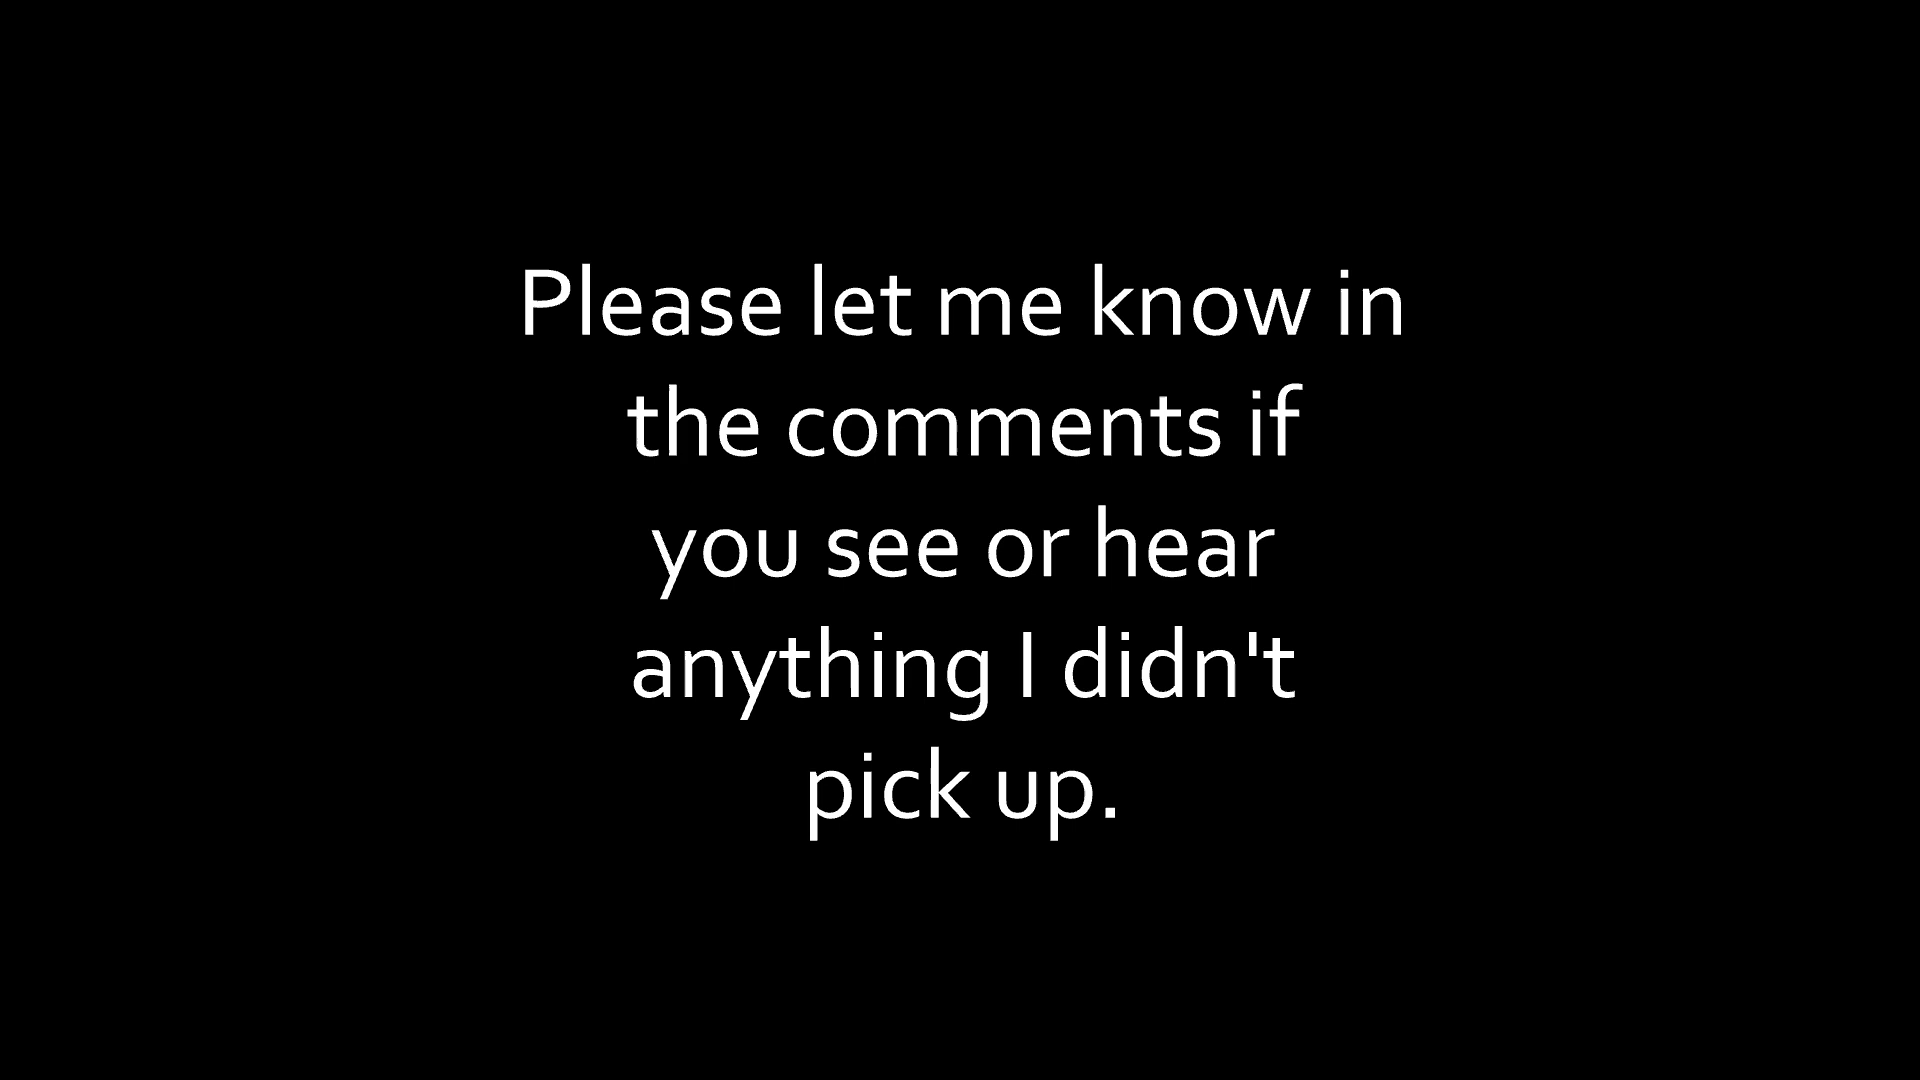 Please let me know in
the comments if
you see or hear
anything I didn't
pick up.